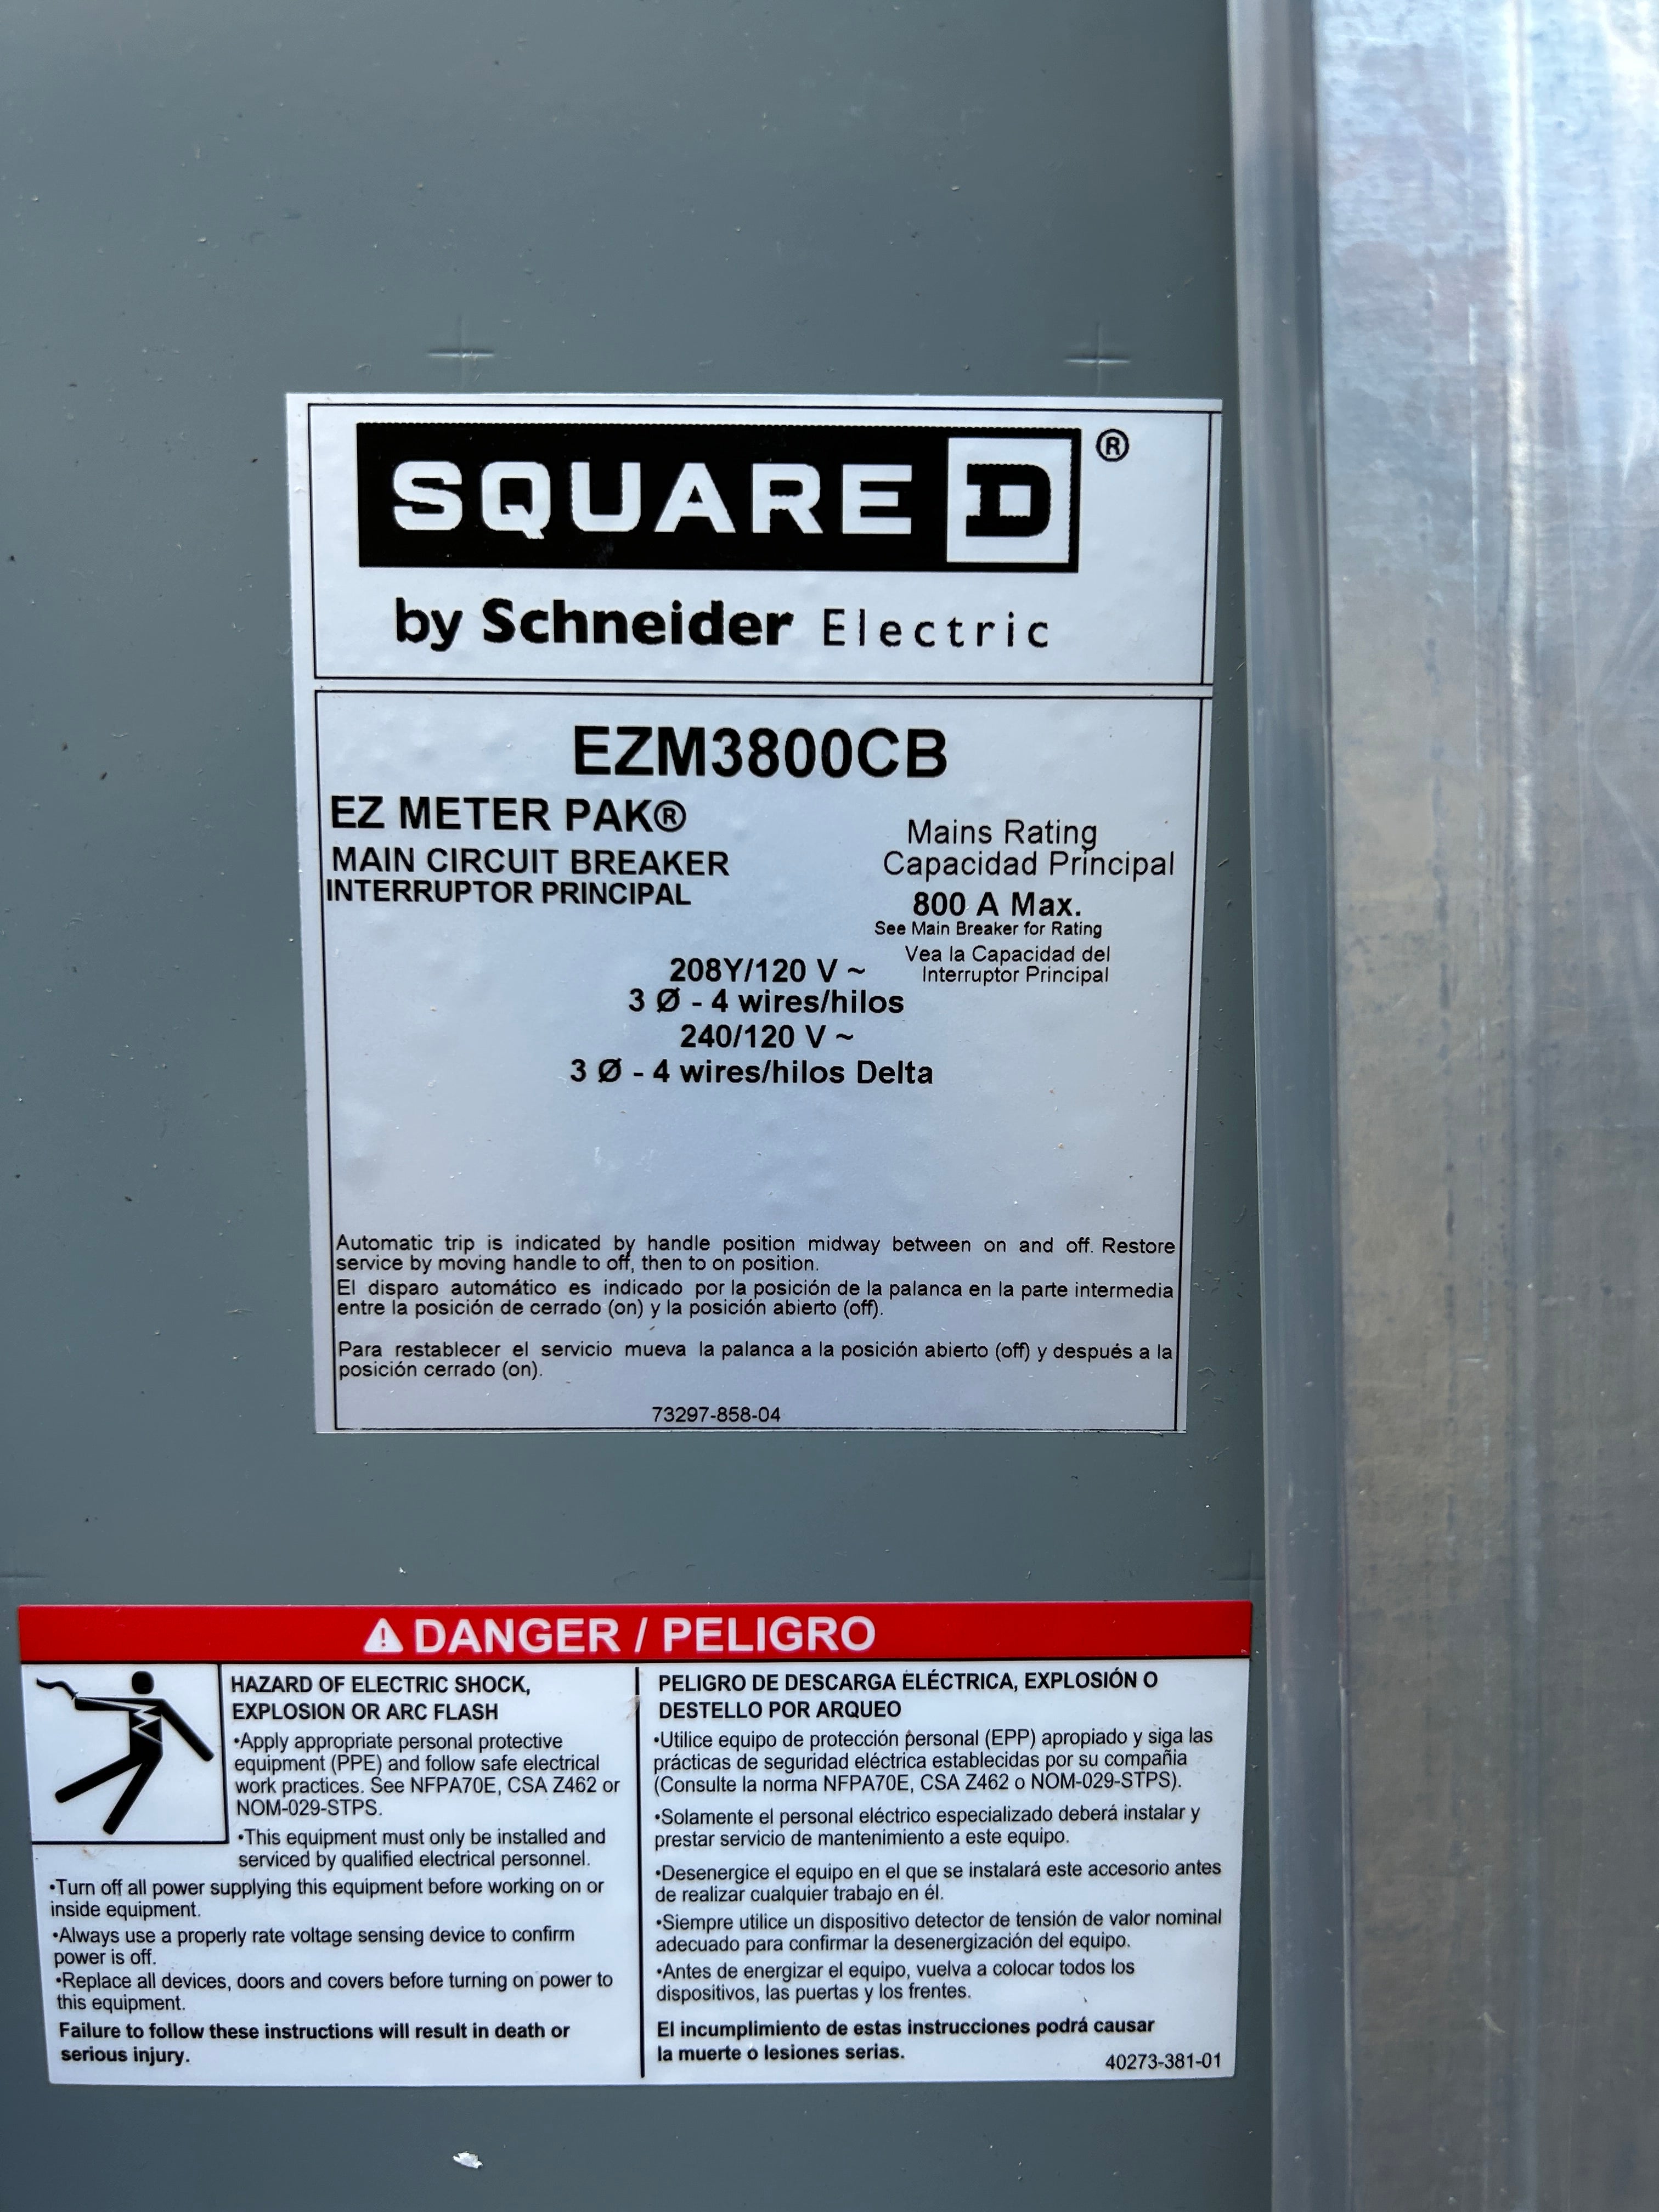 SQUARE D ®
by Schneider Electric
EZM3800CB
EZ METER PAK®
MAIN CIRCUIT BREAKER
INTERRUPTOR PRINCIPAL
Mains Rating
Capacidad Principal
800 A Max.
See Main Breaker for Rating
Vea la Capacidad del
Interruptor Principal
208Y/120 V ~
3 Ø - 4 wires/hilos
240/120 V ~
3 Ø - 4 wires/hilos Delta
Automatic trip is indicated by handle position midway between on and off. Restore
service by moving handle to off, then to on position.
El disparo automático es indicado por la posición de la palanca en la parte intermedia
entre la posición de cerrado (on) y la posición abierto (off).
Para restablecer el servicio mueva la palanca a la posición abierto (off) y después a la
posición cerrado (on).
73297-858-04
⚠ DANGER / PELIGRO
HAZARD OF ELECTRIC SHOCK,
EXPLOSION OR ARC FLASH
•Apply appropriate personal protective
equipment (PPE) and follow safe electrical
work practices. See NFPA70E, CSA Z462 or
NOM-029-STPS.
•This equipment must only be installed and
serviced by qualified electrical personnel.
•Turn off all power supplying this equipment before working on or
inside equipment.
•Always use a properly rate voltage sensing device to confirm
power is off.
•Replace all devices, doors and covers before turning on power to
this equipment.
Failure to follow these instructions will result in death or
serious injury.
PELIGRO DE DESCARGA ELÉCTRICA, EXPLOSIÓN O
DESTELLO POR ARQUEO
•Utilice equipo de protección personal (EPP) apropiado y siga las
prácticas de seguridad eléctrica establecidas por su compañia
(Consulte la norma NFPA70E, CSA Z462 o NOM-029-STPS).
•Solamente el personal eléctrico especializado deberá instalar y
prestar servicio de mantenimiento a este equipo.
•Desenergice el equipo en el que se instalará este accesorio antes
de realizar cualquier trabajo en él.
•Siempre utilice un dispositivo detector de tensión de valor nominal
adecuado para confirmar la desenergización del equipo.
•Antes de energizar el equipo, vuelva a colocar todos los
dispositivos, las puertas y los frentes.
El incumplimiento de estas instrucciones podrá causar
la muerte o lesiones serias.
40273-381-01